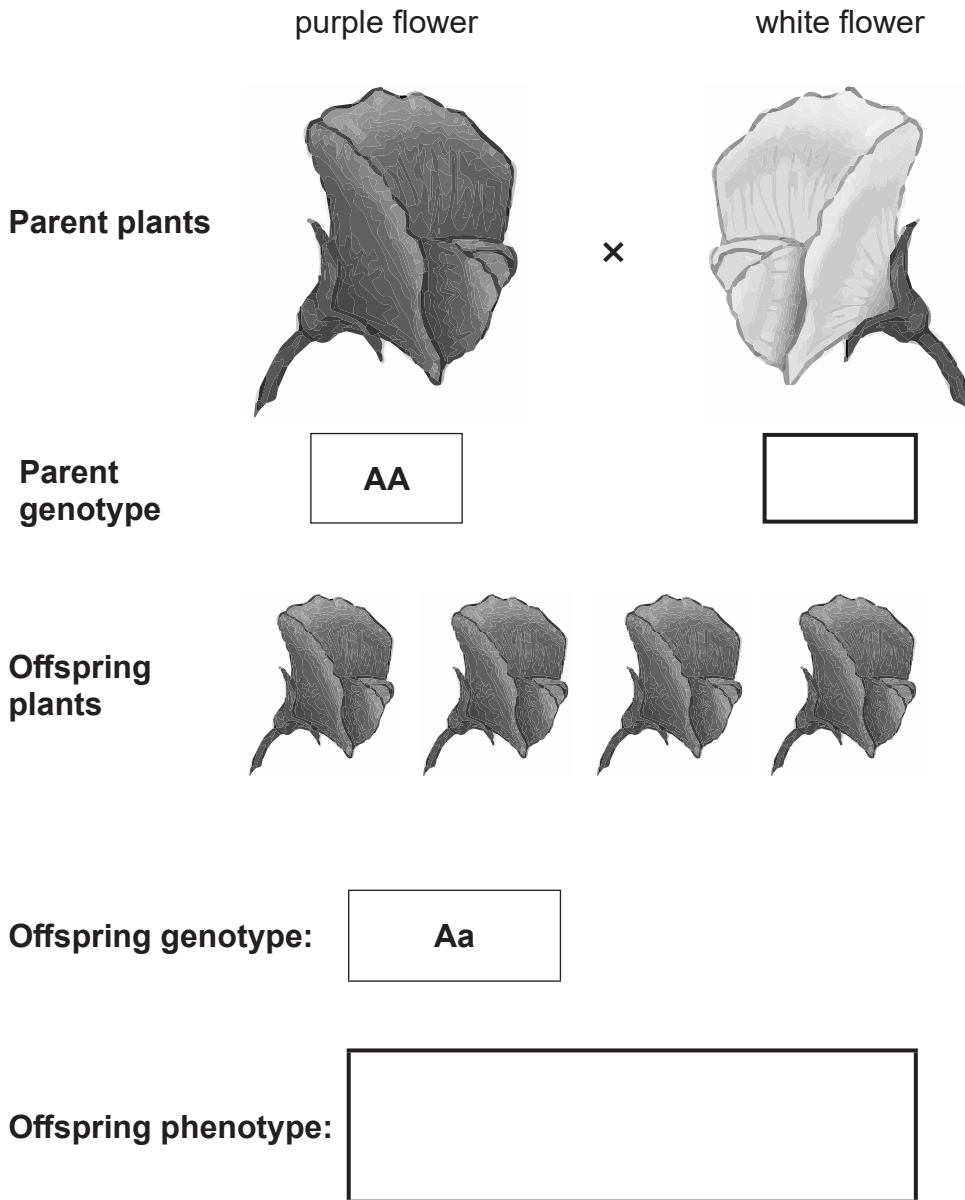 purple flower
white flower
Parent plants
×
Parent
genotype
AA
Offspring
plants
Offspring genotype:
Aa
Offspring phenotype: